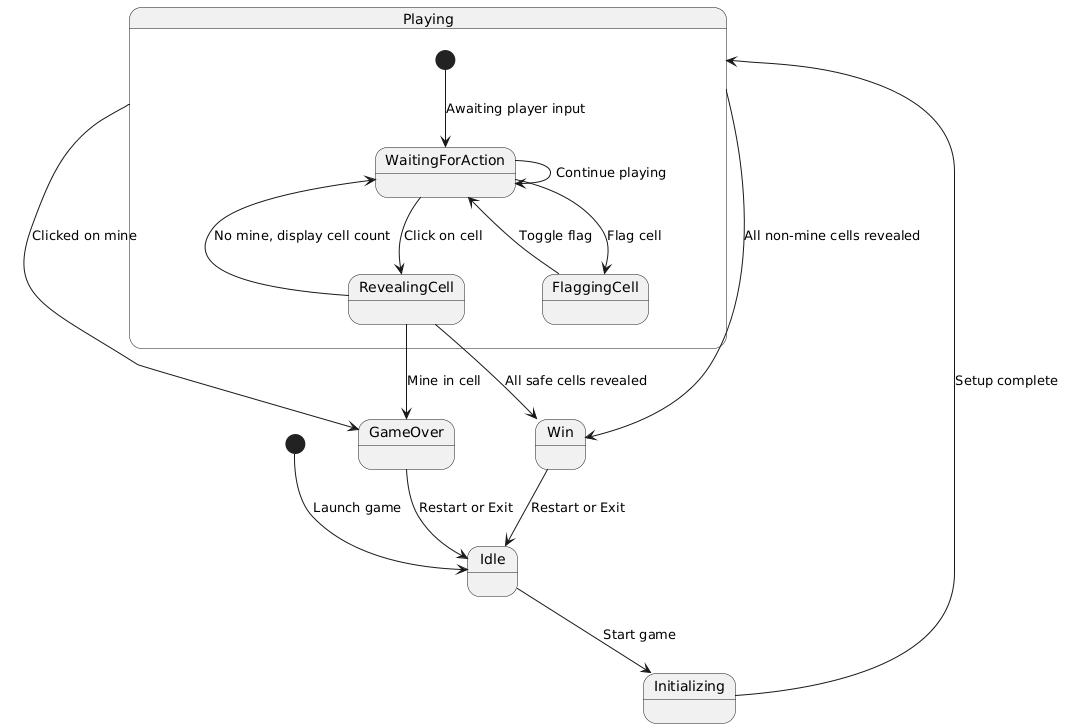 Playing
Awaiting player input
WaitingForAction
Continue playing
Clicked on mine
No mine, display cell count
Click on cell
Toggle flag
Flag cell
All non-mine cells revealed
RevealingCell
FlaggingCell
Mine in cell
All safe cells revealed
Setup complete
GameOver
Win
Launch game
Restart or Exit
Restart or Exit
Idle
Start game
Initializing